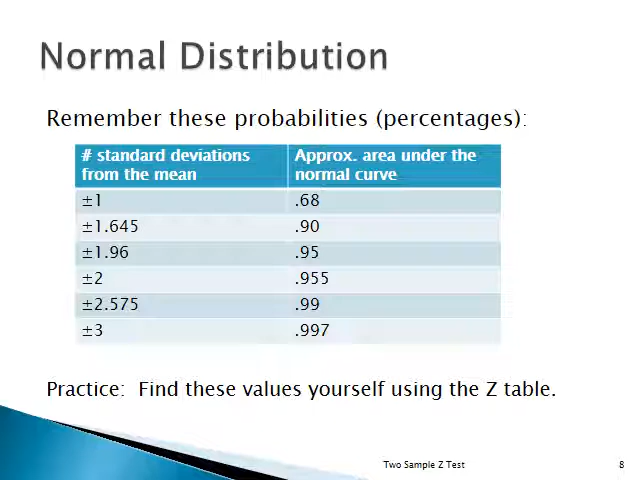 Normal Distribution
Remember these probabilities (percentages):
# standard deviations from the mean
Approx. area under the normal curve
±1 .68
±1.645 .90
±1.96 .95
±2 .955
±2.575 .99
±3 .997
Practice: Find these values yourself using the Z table.
Two Sample Z Test 8